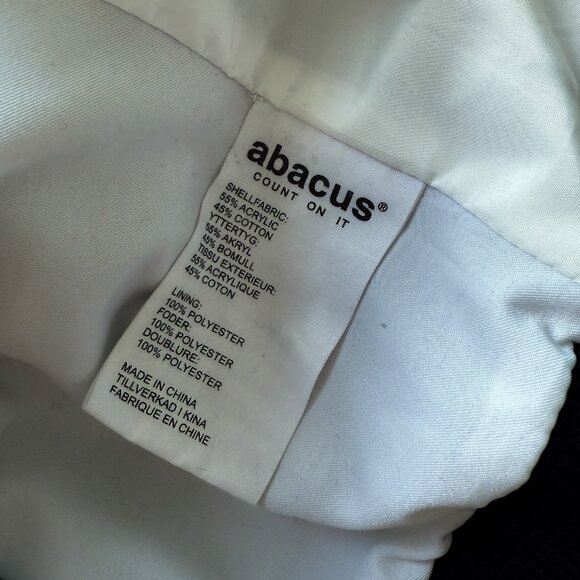 abacus®
COUNT ON IT
SHELLFABRIC:
55% ACRYLIC
45% COTTON
YTTERTYG:
55% AKRYL
45% BOMULL
TISSU EXTERIEUR:
55% ACRYLIQUE
45% COTON
LINING:
100% POLYESTER
FODER:
100% POLYESTER
DOUBLURE:
100% POLYESTER
MADE IN CHINA
TILLVERKAD I KINA
FABRIQUE EN CHINE